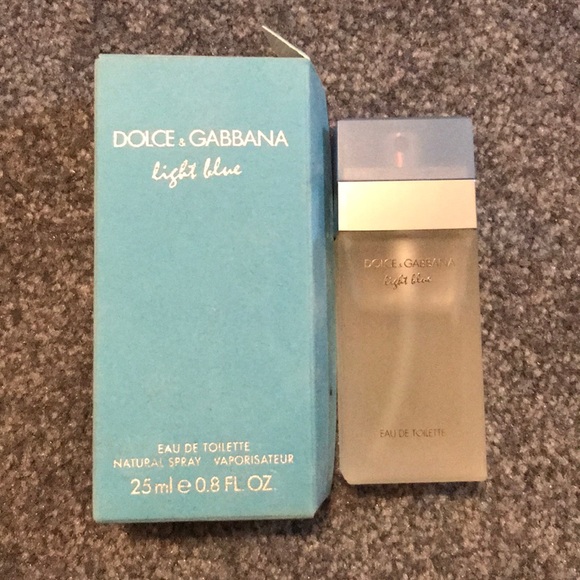 DOLCE & GABBANA
light blue
EAU DE TOILETTE
NATURAL SPRAY VAPORISATEUR
25 ml e 0.8 FL. OZ.
DOLCE & GABBANA
light blue
EAU DE TOILETTE